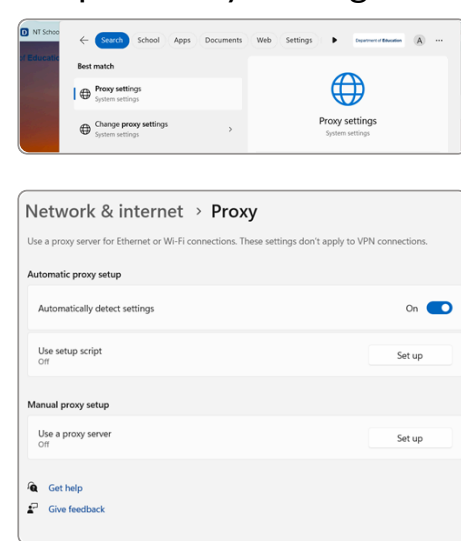 NT Schoo
Search School Apps Documents Web Settings Department of Education A ...
of Educatio
Best match
Proxy settings
System settings
Change proxy settings
System settings
Proxy settings
System settings
Network & internet > Proxy
Use a proxy server for Ethernet or Wi-Fi connections. These settings don't apply to VPN connections.
Automatic proxy setup
Automatically detect settings On
Use setup script
Off
Set up
Manual proxy setup
Use a proxy server
Off
Set up
Get help
Give feedback